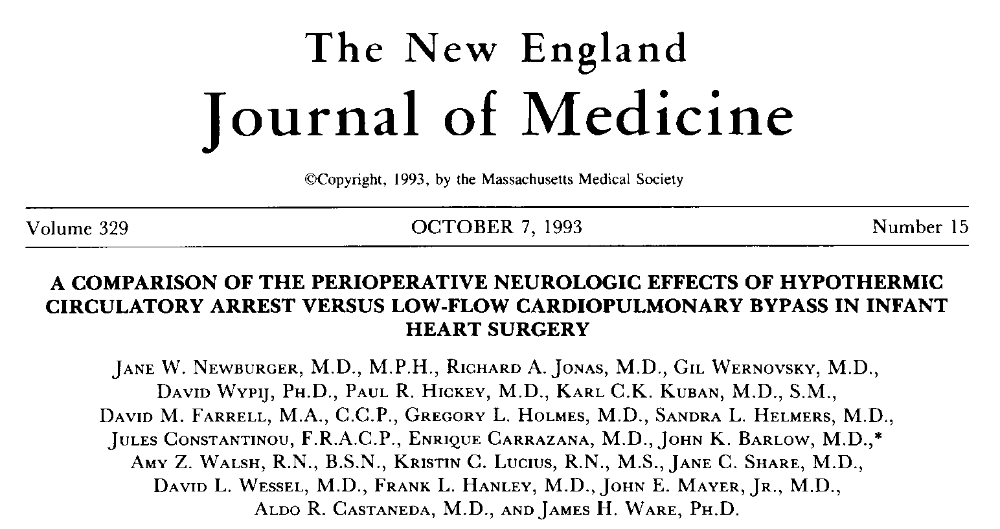 The New England
Journal of Medicine
©Copyright, 1993, by the Massachusetts Medical Society
Volume 329 OCTOBER 7, 1993 Number 15
A COMPARISON OF THE PERIOPERATIVE NEUROLOGIC EFFECTS OF HYPOTHERMIC
CIRCULATORY ARREST VERSUS LOW-FLOW CARDIOPULMONARY BYPASS IN INFANT
HEART SURGERY
JANE W. NEWBURGER, M.D., M.P.H., RICHARD A. JONAS, M.D., GIL WERNOVSKY, M.D.,
DAVID WYPIJ, PH.D., PAUL R. HICKEY, M.D., KARL C.K. KUBAN, M.D., S.M.,
DAVID M. FARRELL, M.A., C.C.P., GREGORY L. HOLMES, M.D., SANDRA L. HELMERS, M.D.,
JULES CONSTANTINOU, F.R.A.C.P., ENRIQUE CARRAZANA, M.D., JOHN K. BARLOW, M.D.,*
AMY Z. WALSH, R.N., B.S.N., KRISTIN C. LUCIUS, R.N., M.S., JANE C. SHARE, M.D.,
DAVID L. WESSEL, M.D., FRANK L. HANLEY, M.D., JOHN E. MAYER, JR., M.D.,
ALDO R. CASTANEDA, M.D., AND JAMES H. WARE, PH.D.